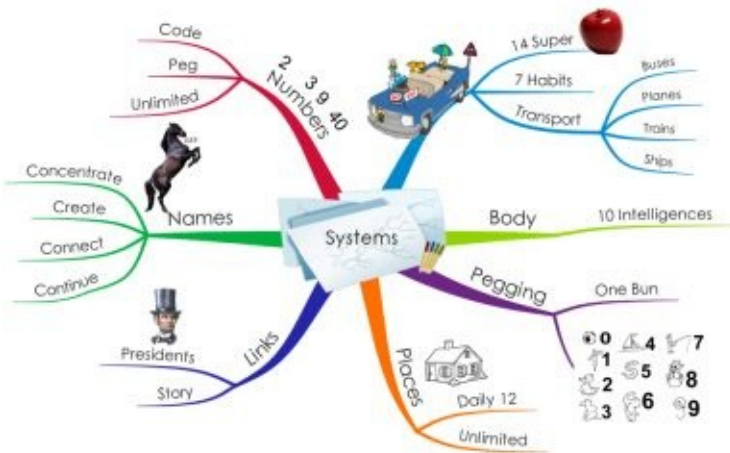 Systems
Numbers
2 3 9 40
Code
Peg
Unlimited
14 Super
7 Habits
Transport
Buses
Planes
Trains
Ships
Body
10 Intelligences
Pegging
One Bun
0
1
2
3
4
5
6
7
8
9
Places
Daily 12
Unlimited
Links
Presidents
Story
Names
Concentrate
Create
Connect
Continue